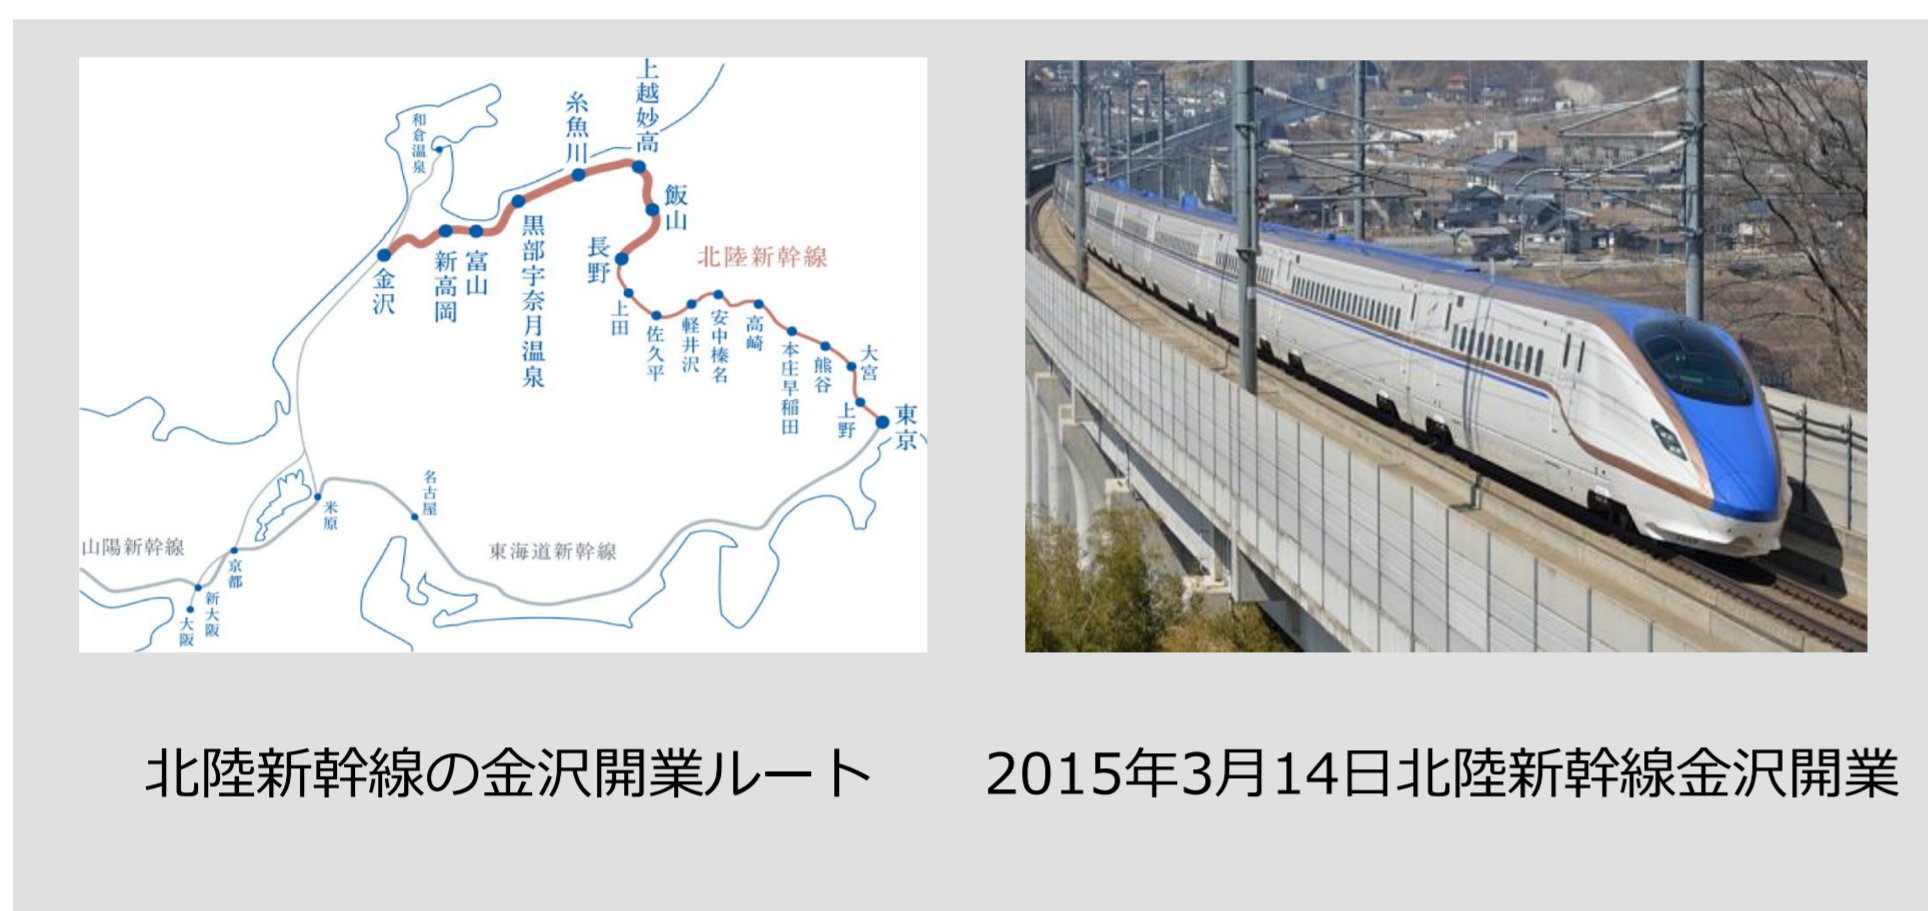 上越妙高
糸魚川
和倉温泉
飯山
黒部宇奈月温泉
長野
北陸新幹線
富山
新高岡
金沢
上田
佐久平
軽井沢
安中榛名
高崎
本庄早稲田
熊谷
大宮
上野
東京
名古屋
米原
山陽新幹線
東海道新幹線
京都
新大阪
大阪
北陸新幹線の金沢開業ルート
2015年3月14日北陸新幹線金沢開業